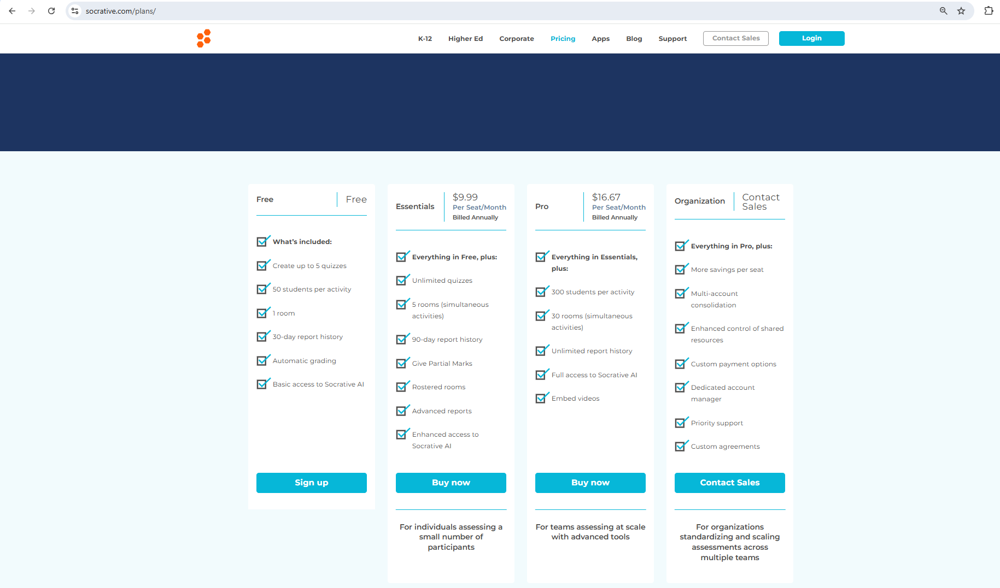 socrative.com/plans/
K-12 Higher Ed Corporate Pricing Apps Blog Support Contact Sales Login
Free
Free
What's included:
Create up to 5 quizzes
50 students per activity
1 room
30-day report history
Automatic grading
Basic access to Socrative AI
Sign up
Essentials
$9.99
Per Seat/Month
Billed Annually
Everything in Free, plus:
Unlimited quizzes
5 rooms (simultaneous
activities)
90-day report history
Give Partial Marks
Rostered rooms
Advanced reports
Enhanced access to
Socrative AI
Buy now
For individuals assessing a
small number of
participants
Pro
$16.67
Per Seat/Month
Billed Annually
Everything in Essentials,
plus:
300 students per activity
30 rooms (simultaneous
activities)
Unlimited report history
Full access to Socrative AI
Embed videos
Buy now
For teams assessing at scale
with advanced tools
Organization
Contact
Sales
Everything in Pro, plus:
More savings per seat
Multi-account
consolidation
Enhanced control of shared
resources
Custom payment options
Dedicated account
manager
Priority support
Custom agreements
Contact Sales
For organizations
standardizing and scaling
assessments across
multiple teams